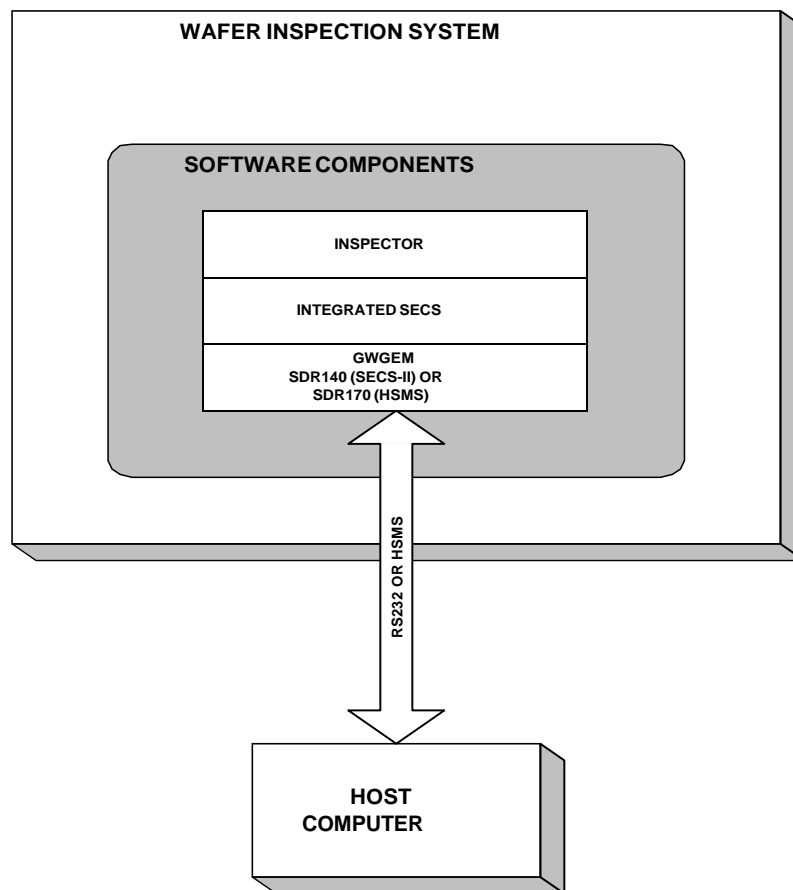 WAFER INSPECTION SYSTEM
SOFTWARE COMPONENTS
INSPECTOR
INTEGRATED SECS
GWGEM
SDR140 (SECS-II) OR
SDR170 (HSMS)
RS232 OR HSMS
HOST
COMPUTER